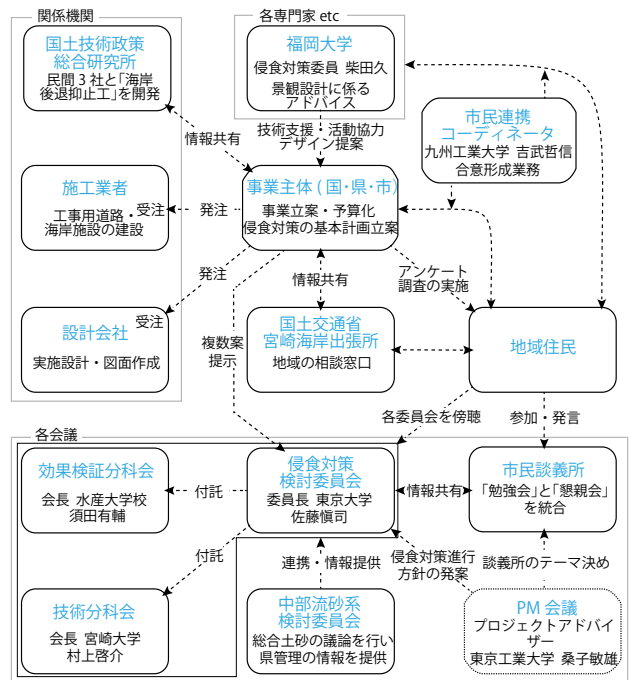 関係機関
国土技術政策
総合研究所
民間3社と「海岸
後退抑止工」を開発
施工業者
工事用道路・
海岸施設の建設
受注
設計会社
受注
実施設計・図面作成
各専門家 etc
福岡大学
侵食対策委員 柴田久
景観設計に係る
アドバイス
技術支援・活動協力
デザイン提案
情報共有
市民連携
コーディネータ
九州工業大学 吉武哲信
合意形成業務
事業主体(国・県・市)
事業立案・予算化
侵食対策の基本計画立案
発注
発注
情報共有
アンケート
調査の実施
複数案
提示
国土交通省
宮崎海岸出張所
地域の相談窓口
地域住民
各委員会を傍聴
参加・発言
各会議
効果検証分科会
会長 水産大学校
須田有輔
付託
侵食対策
検討委員会
委員長 東京大学
佐藤愼司
情報共有
市民談義所
「勉強会」と「懇親会」
を統合
付託
連携・情報提供
侵食対策進行
方針の発案
談義所のテーマ決め
技術分科会
会長 宮崎大学
村上啓介
中部流砂系
検討委員会
総合土砂の議論を行い
県管理の情報を提供
PM 会議
プロジェクトアドバイ
ザー
東京工業大学 桑子敏雄